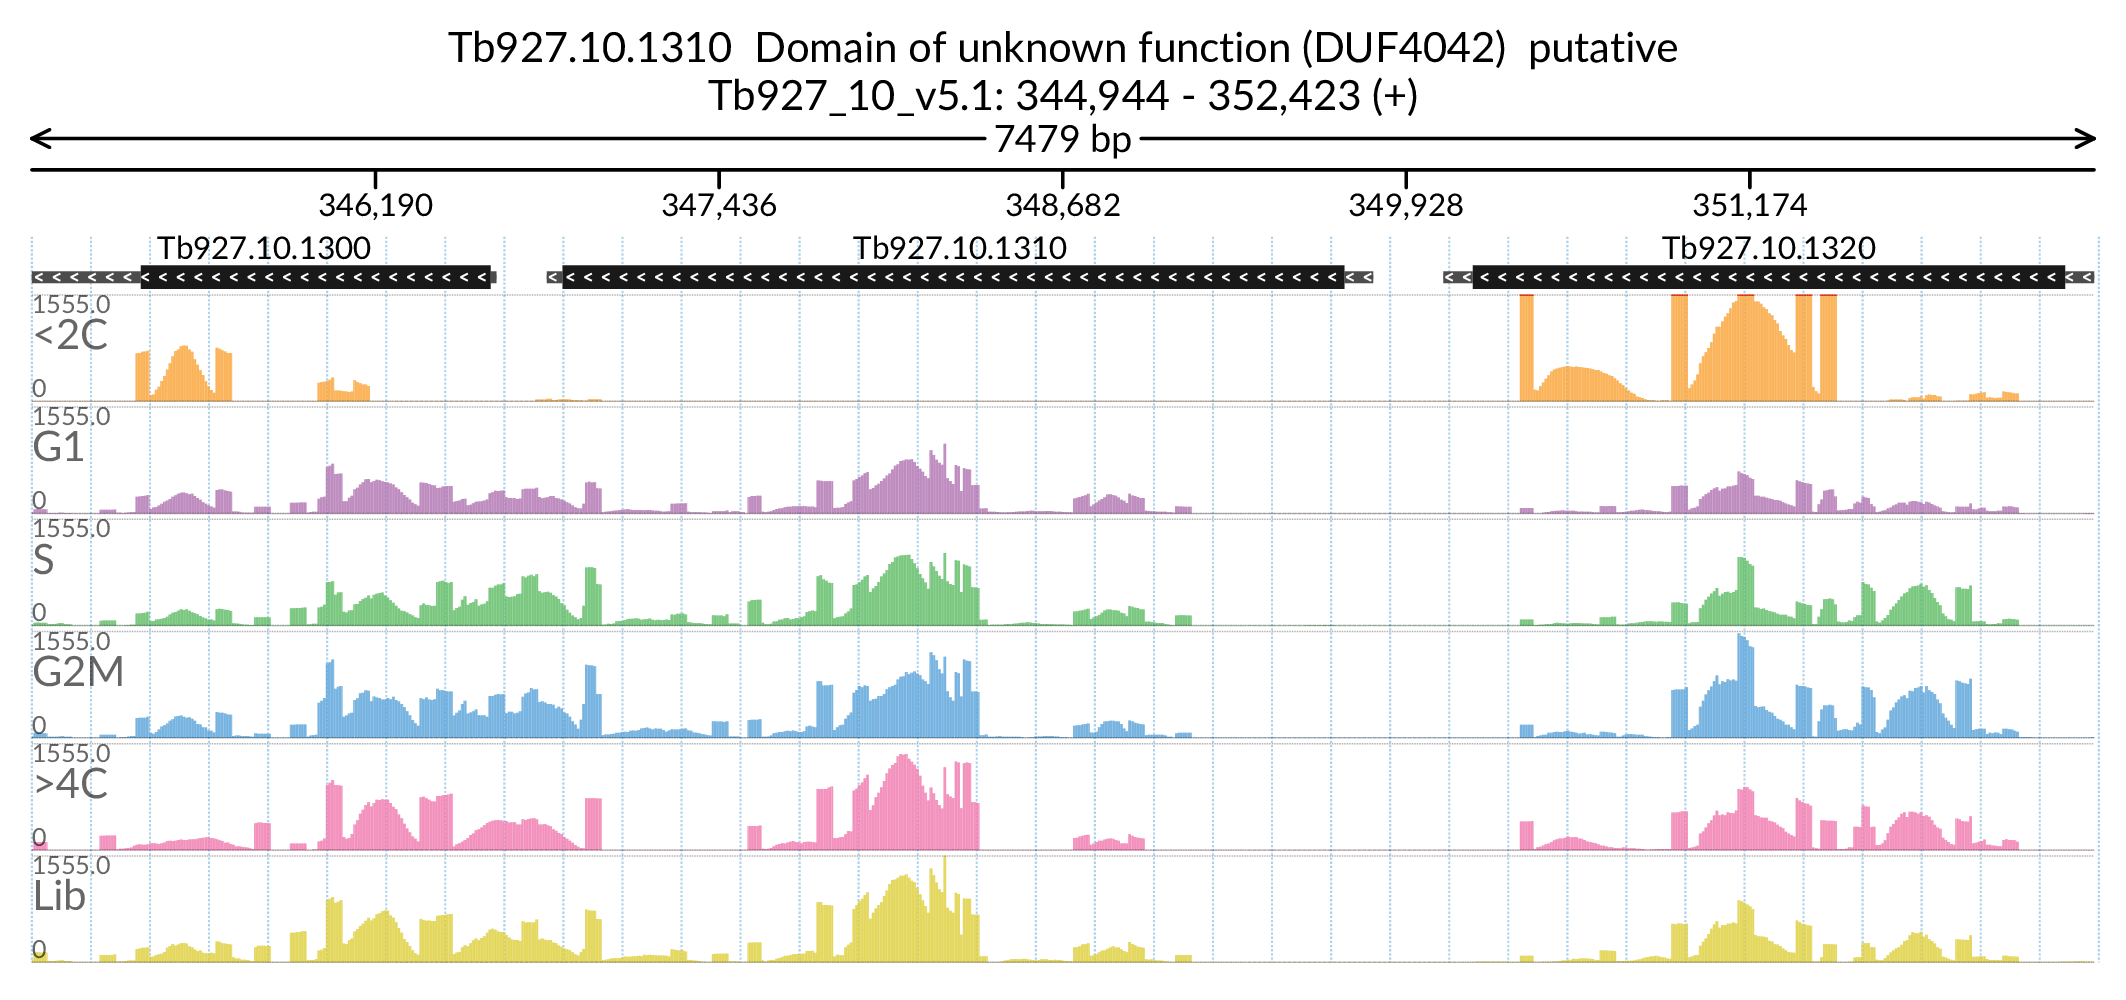 Tb927.10.1310  Domain of unknown function (DUF4042)  putative
Tb927_10_v5.1: 344,944 - 352,423 (+)
7479 bp
346,190 347,436 348,682 349,928 351,174
Tb927.10.1300 Tb927.10.1310 Tb927.10.1320
1555.0
<2C
0
1555.0
G1
0
1555.0
S
0
1555.0
G2M
0
1555.0
>4C
0
1555.0
Lib
0